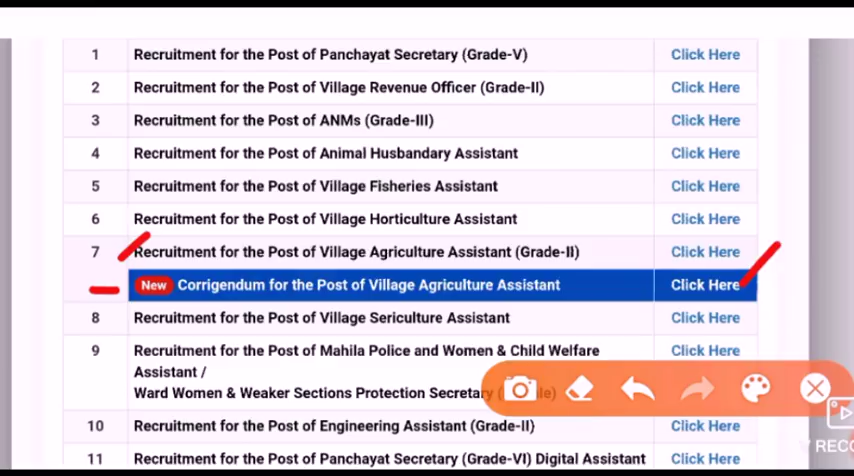 1 Recruitment for the Post of Panchayat Secretary (Grade-V) Click Here
2 Recruitment for the Post of Village Revenue Officer (Grade-II) Click Here
3 Recruitment for the Post of ANMs (Grade-III) Click Here
4 Recruitment for the Post of Animal Husbandary Assistant Click Here
5 Recruitment for the Post of Village Fisheries Assistant Click Here
6 Recruitment for the Post of Village Horticulture Assistant Click Here
7 Recruitment for the Post of Village Agriculture Assistant (Grade-II) Click Here
New Corrigendum for the Post of Village Agriculture Assistant Click Here
8 Recruitment for the Post of Village Sericulture Assistant Click Here
9 Recruitment for the Post of Mahila Police and Women & Child Welfare Click Here
Assistant /
Ward Women & Weaker Sections Protection Secretary
10 Recruitment for the Post of Engineering Assistant (Grade-II) Click Here
11 Recruitment for the Post of Panchayat Secretary (Grade-VI) Digital Assistant Click Here